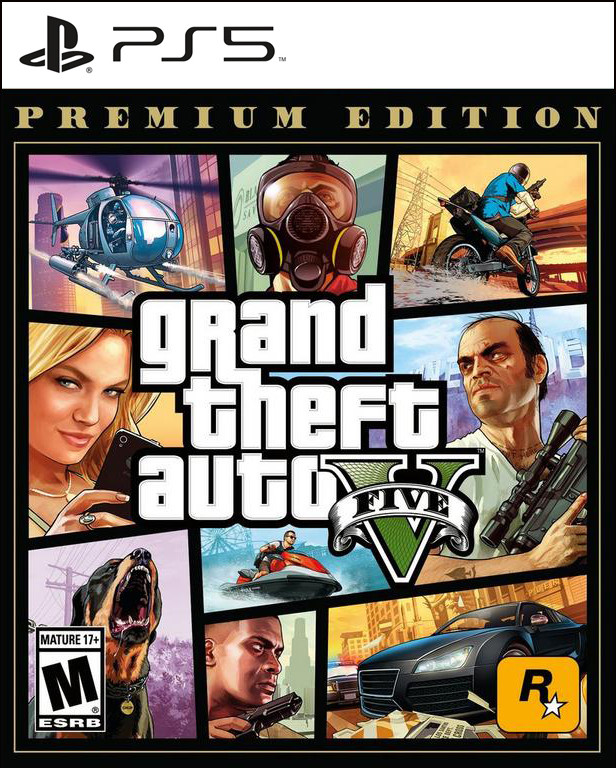 PS5
PREMIUM EDITION
grand
theft
auto V
FIVE
MATURE 17+
M
ESRB
R